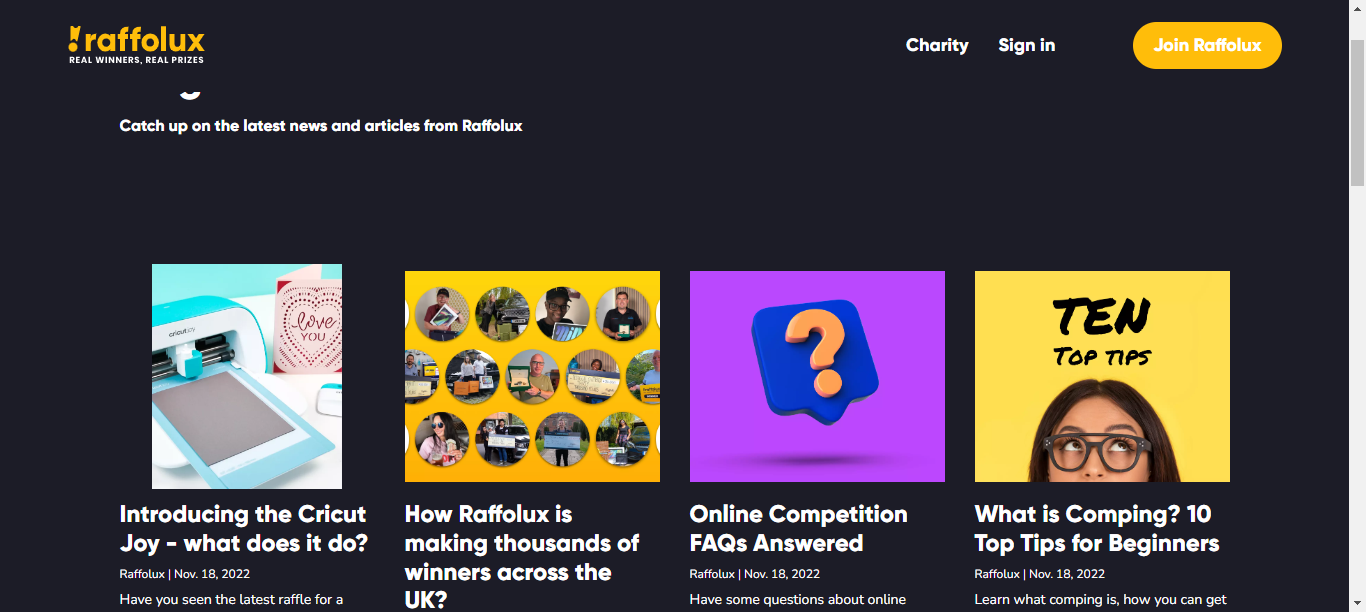 raffolux
REAL WINNERS, REAL PRIZES
Charity
Sign in
Join Raffolux
Catch up on the latest news and articles from Raffolux
cricut joy
love
YOU
TEN
TOP TIPS
Introducing the Cricut
Joy - what does it do?
Raffolux | Nov. 18, 2022
Have you seen the latest raffle for a
How Raffolux is
making thousands of
winners across the
UK?
Online Competition
FAQs Answered
Raffolux | Nov. 18, 2022
Have some questions about online
What is Comping? 10
Top Tips for Beginners
Raffolux | Nov. 18, 2022
Learn what comping is, how you can get